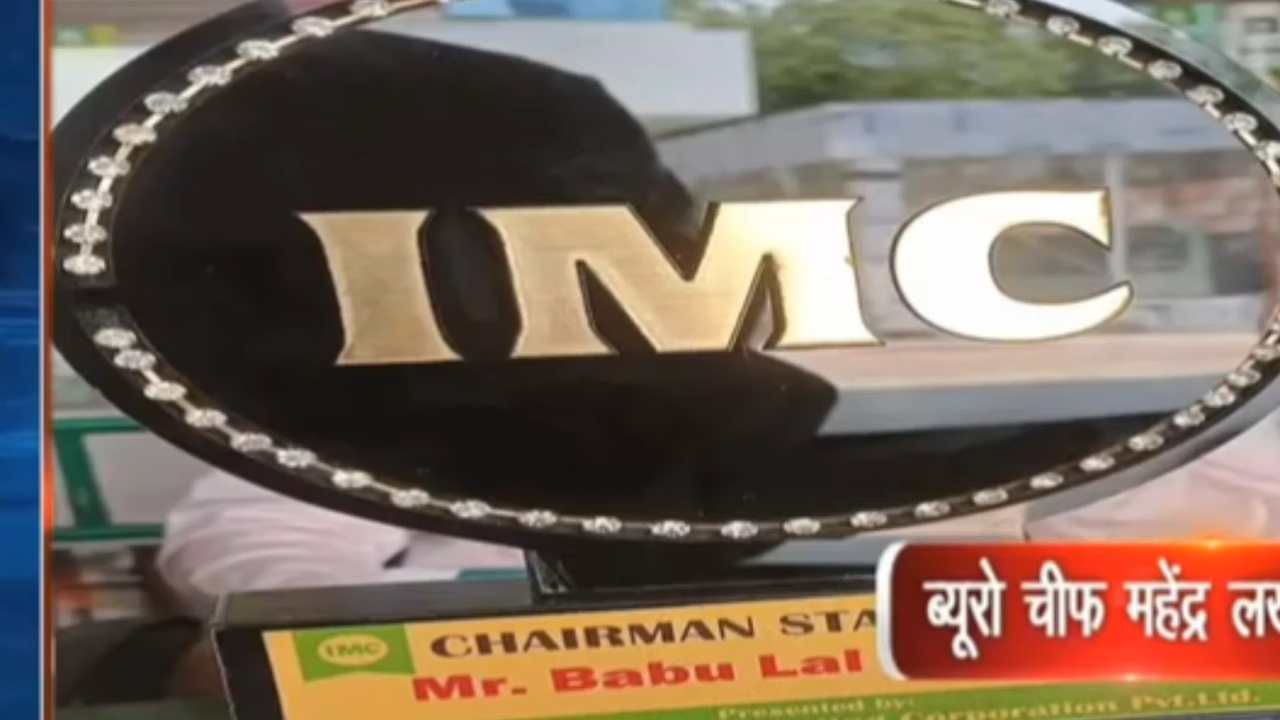 IMC
IMC
CHAIRMAN STA
Mr. Babu Lal
Presented by:
Corporation Pvt.Ltd.
ब्यूरो चीफ महेंद्र